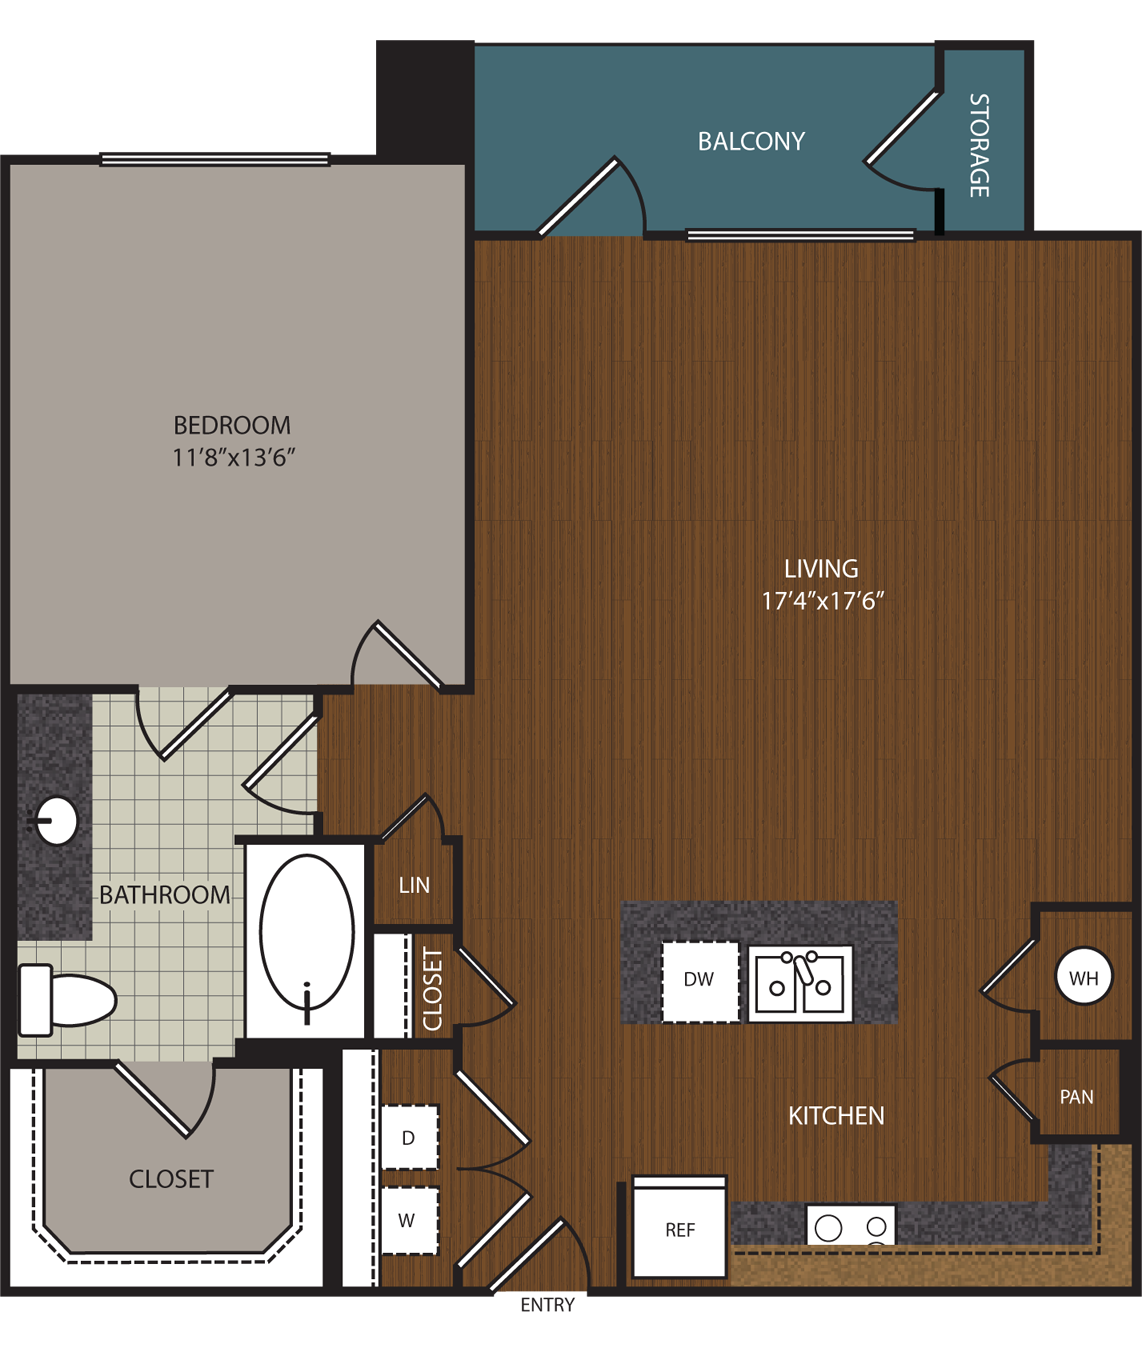 BALCONY
STORAGE
BEDROOM
11’8”x13’6”
LIVING
17’4”x17’6”
BATHROOM
LIN
CLOSET
DW
WH
PAN
KITCHEN
D
W
CLOSET
REF
ENTRY